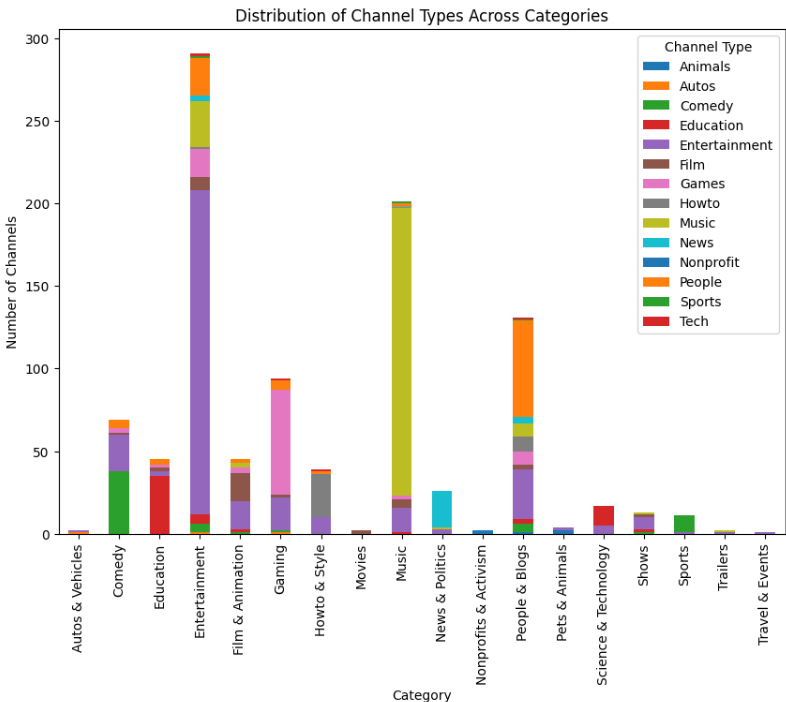 Distribution of Channel Types Across Categories
Number of Channels
300
250
200
150
100
50
0
Channel Type
Animals
Autos
Comedy
Education
Entertainment
Film
Games
Howto
Music
News
Nonprofit
People
Sports
Tech
Autos & Vehicles
Comedy
Education
Entertainment
Film & Animation
Gaming
Howto & Style
Movies
Music
News & Politics
Nonprofits & Activism
People & Blogs
Pets & Animals
Science & Technology
Shows
Sports
Trailers
Travel & Events
Category